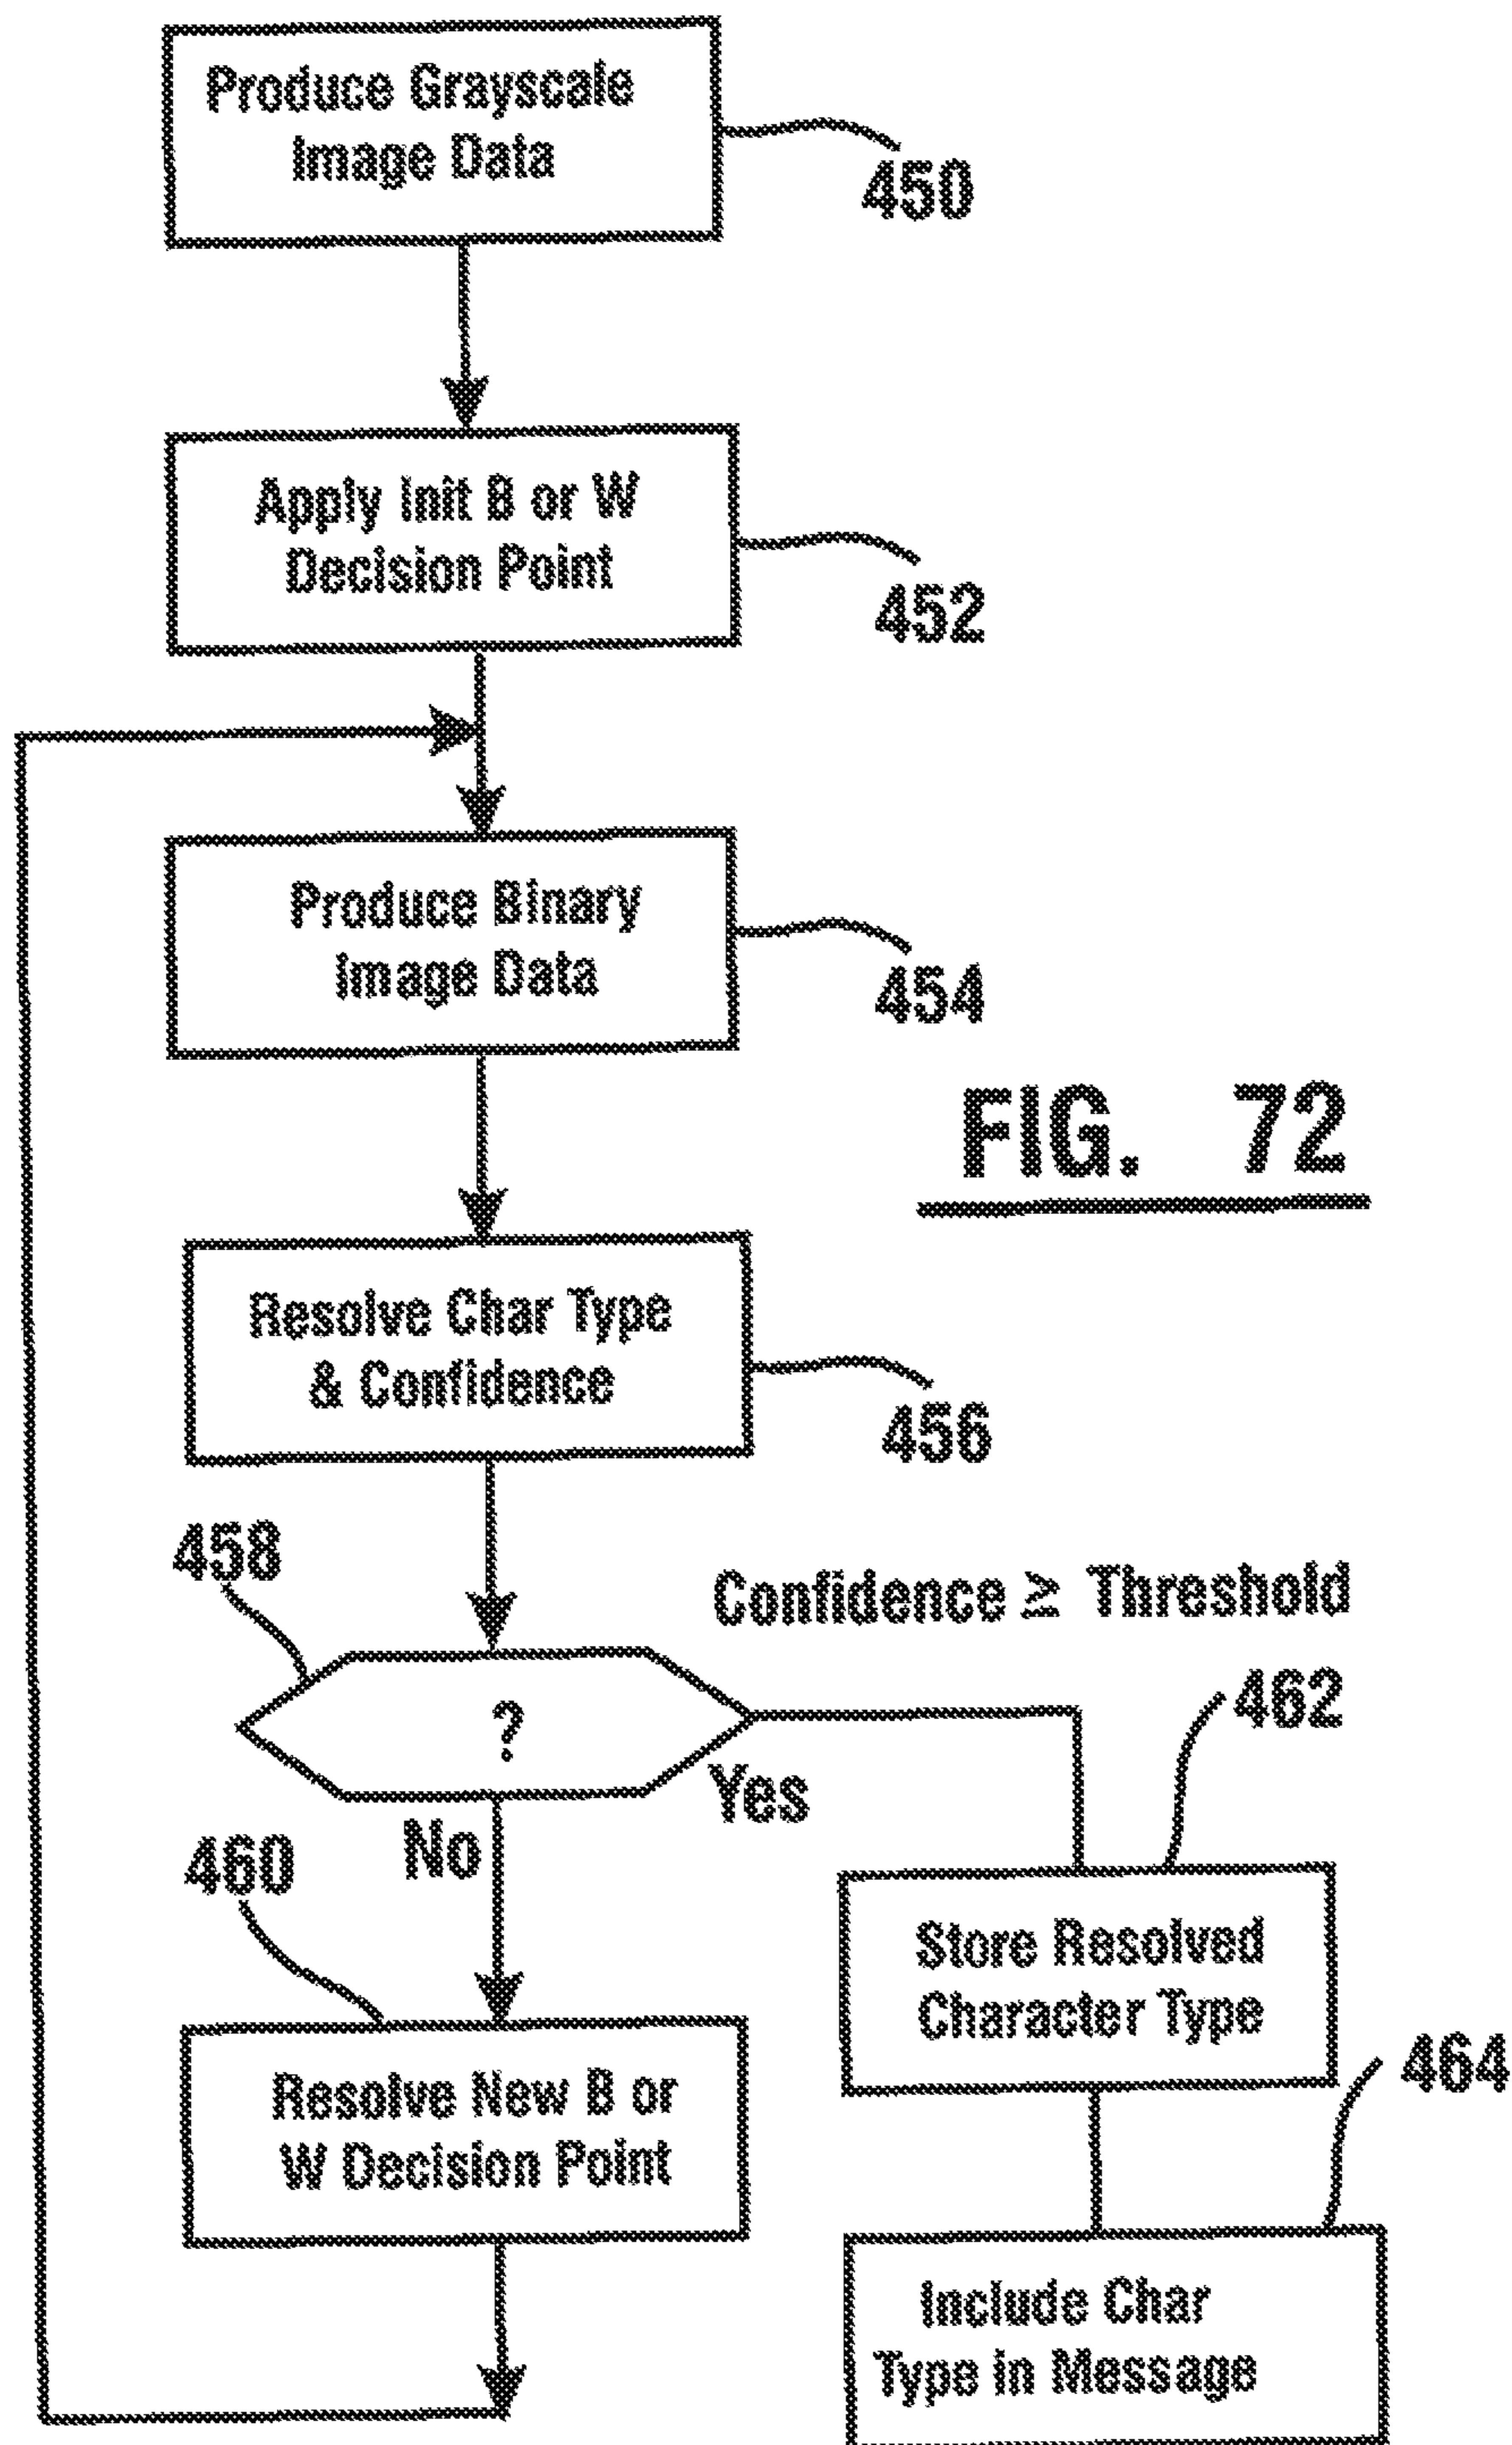 Produce Grayscale
Image Data
450
Apply Init B or W
Decision Point
452
Produce Binary
Image Data
454
FIG. 72
Resolve Char Type
& Confidence
456
458
Confidence ≥ Threshold
?
Yes
No
462
460
Store Resolved
Character Type
464
Resolve New B or
W Decision Point
Include Char
Type in Message